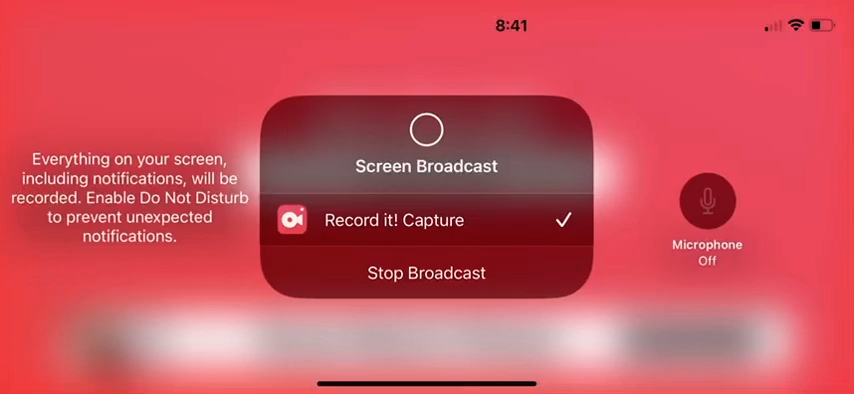 8:41
Everything on your screen,
including notifications, will be
recorded. Enable Do Not Disturb
to prevent unexpected
notifications.
Screen Broadcast
Record it! Capture
Stop Broadcast
Microphone
Off